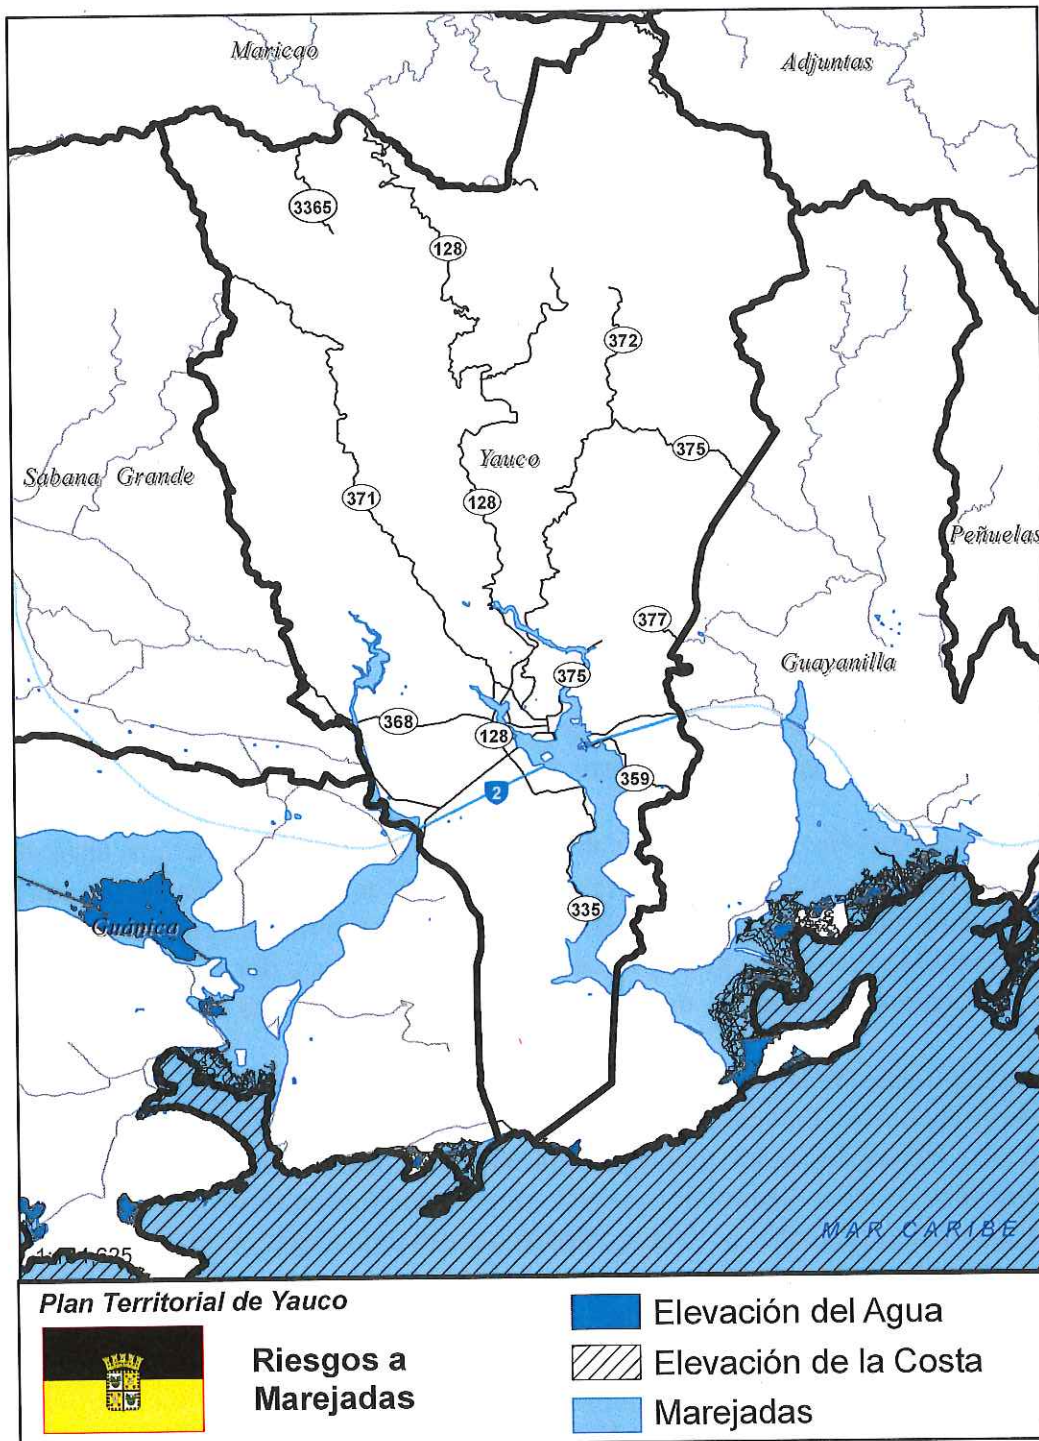 Maricao
Adjuntas
3365
128
372
375
Yauco
Sabana Grande
371
128
Peñuelas
377
Guayanilla
375
368
128
359
2
335
Guánica
MAR CARIBE
Plan Territorial de Yauco
Riesgos a
Marejadas
Elevación del Agua
Elevación de la Costa
Marejadas